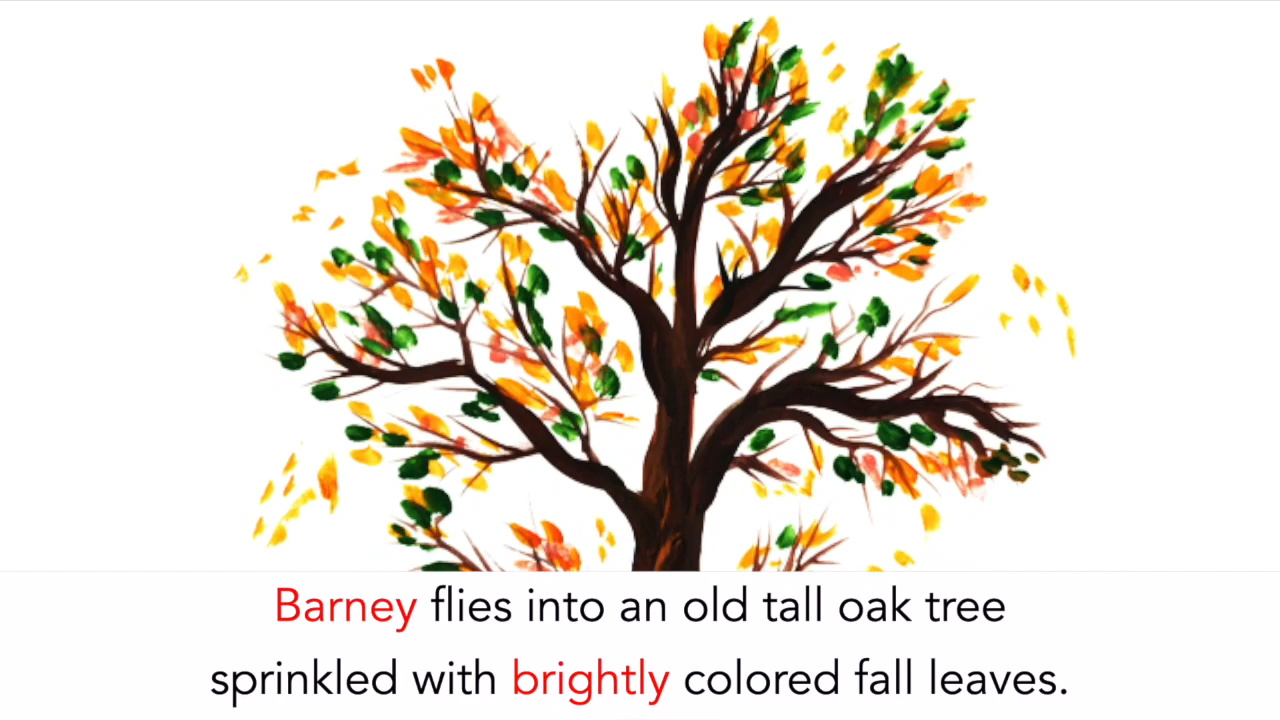 Barney flies into an old tall oak tree
sprinkled with brightly colored fall leaves.